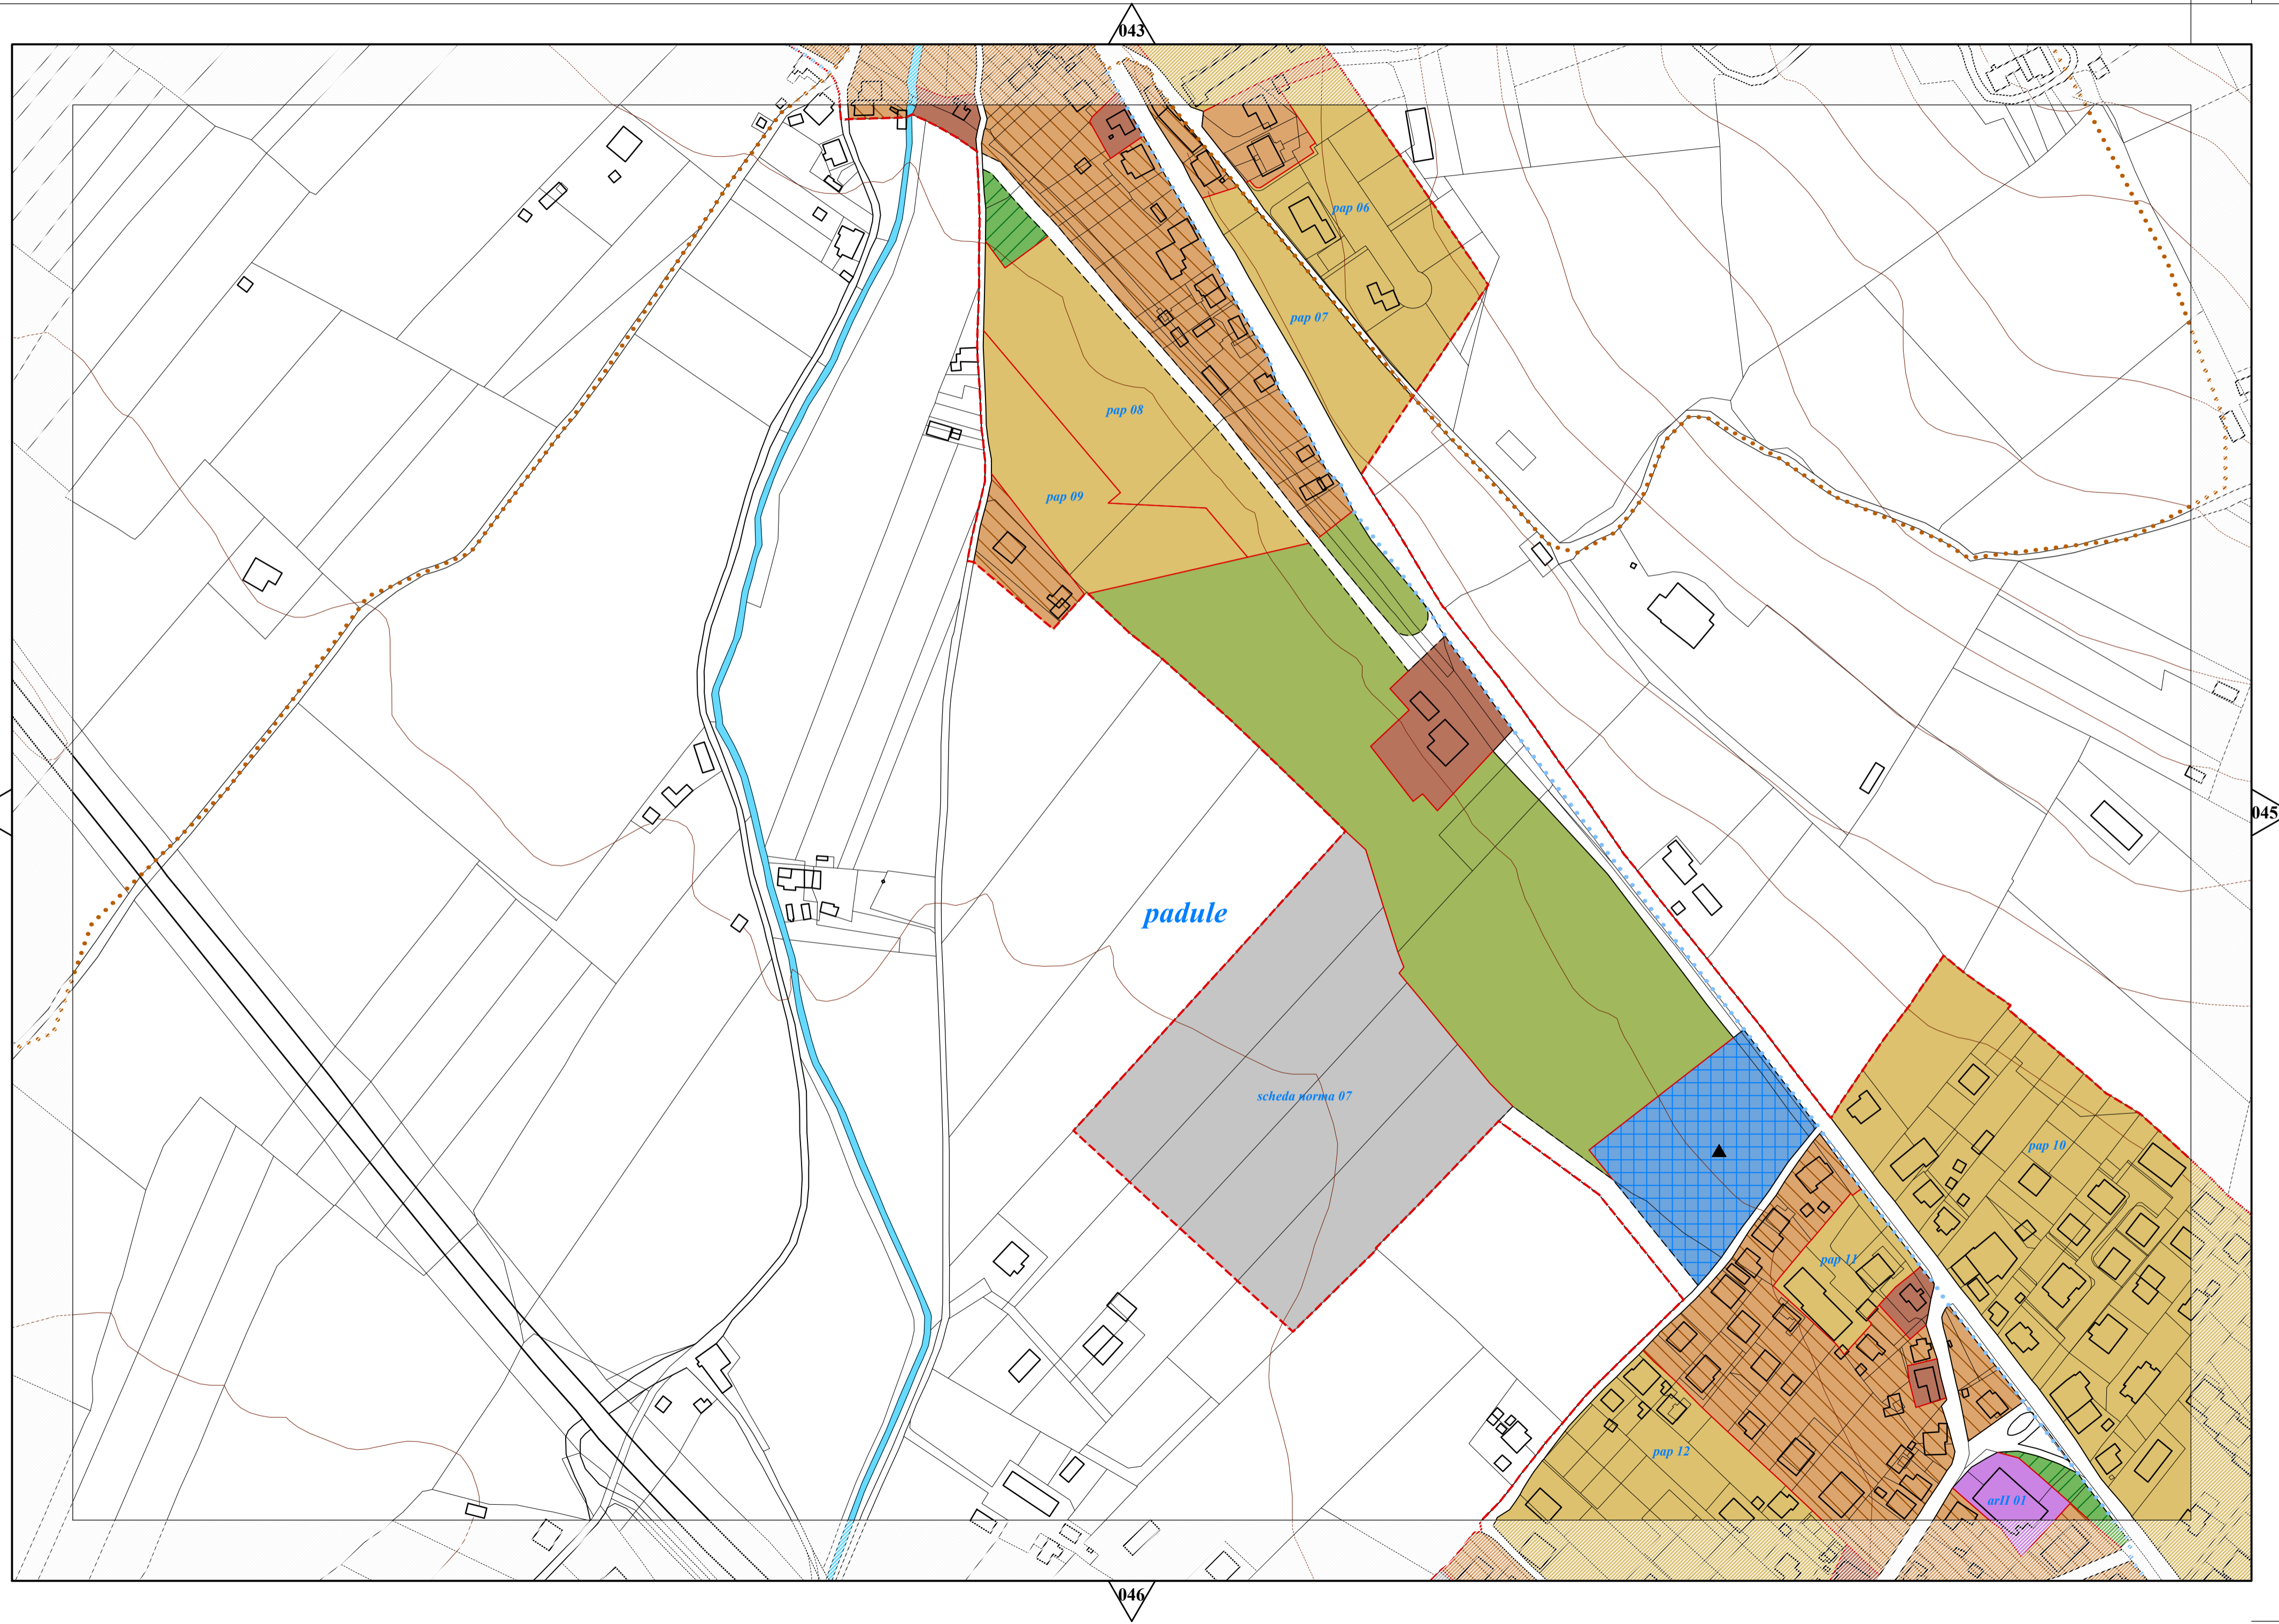 043
pap 06
pap 07
pap 08
pap 09
045
padule
scheda norma 07
pap 10
pap 11
pap 12
arII 01
046